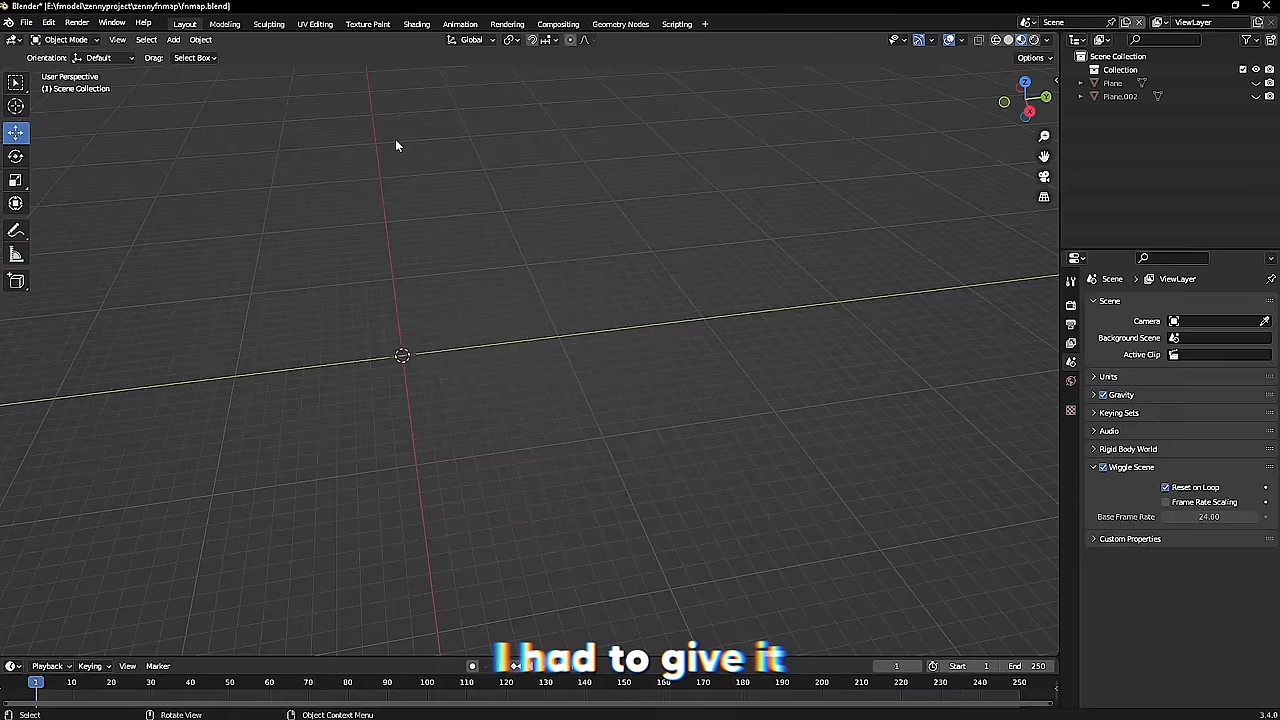 Blender* [E:\fmodel\zennyproject\zennyfnmap\fnmap.blend]
File Edit Render Window Help Layout Modeling Sculpting UV Editing Texture Paint Shading Animation Rendering Compositing Geometry Nodes Scripting + Scene ViewLayer
Object Mode View Select Add Object Global
Orientation: Default Drag: Select Box Options
User Perspective
(1) Scene Collection
Z
Y
X
Scene Collection
Collection
Plane
Plane.002
Scene ViewLayer
Scene
Camera
Background Scene
Active Clip
Units
Gravity
Keying Sets
Audio
Rigid Body World
Wiggle Scene
Reset on Loop
Frame Rate Scaling
Base Frame Rate 24.00
Custom Properties
I had to give it
Playback Keying View Marker 1 Start 1 End 250
1 10 20 30 40 50 60 70 80 90 100 110 120 130 140 150 160 170 180 190 200 210 220 230 240 250
Select Rotate View Object Context Menu 3.4.0